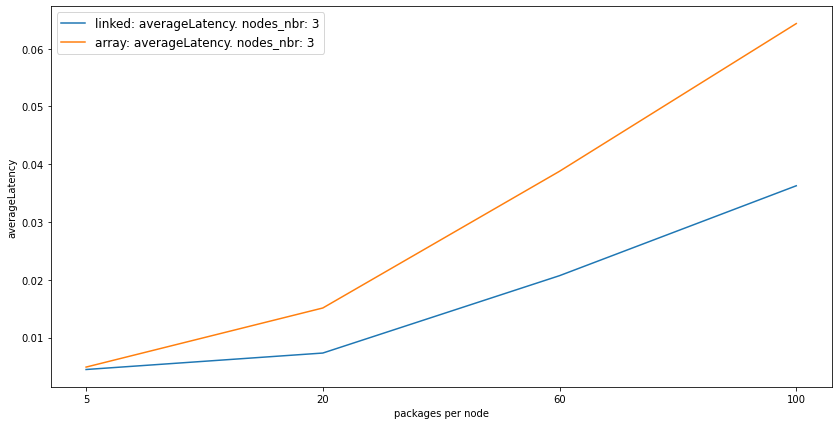 linked: averageLatency. nodes_nbr: 3
array: averageLatency. nodes_nbr: 3
0.06
0.05
0.04
0.03
0.02
0.01
averageLatency
5
20
60
100
packages per node